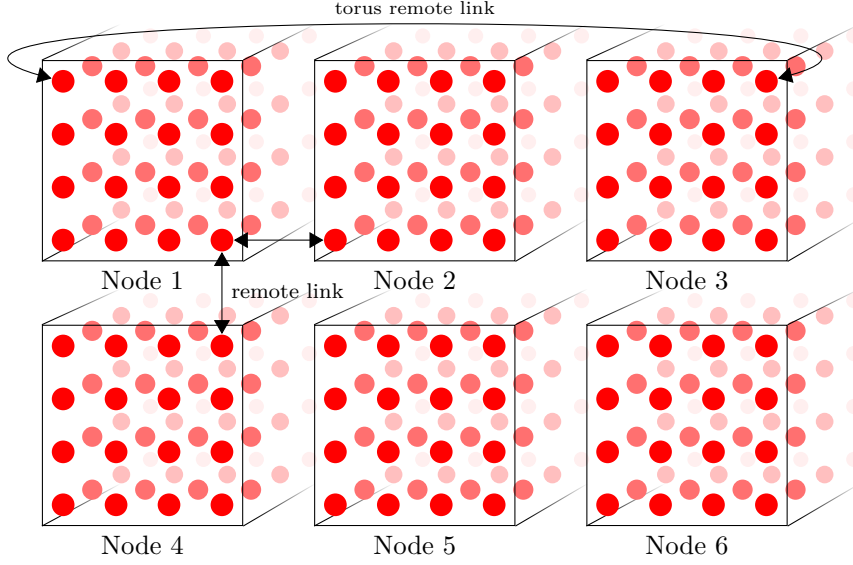 torus remote link
Node 1
Node 2
Node 3
remote link
Node 4
Node 5
Node 6